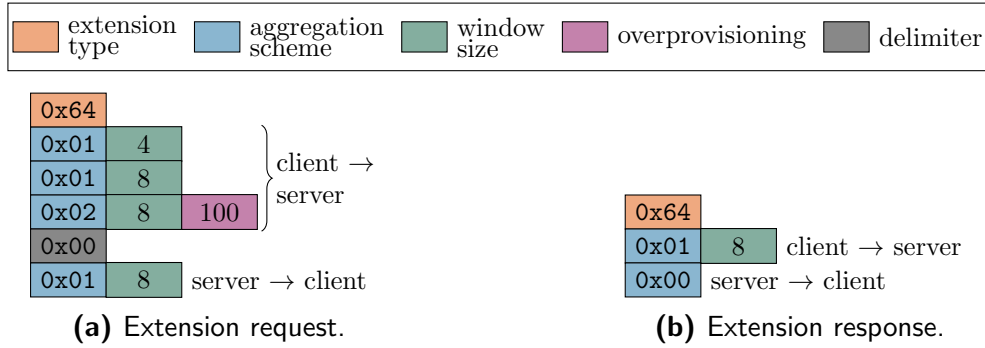 extension type
aggregation scheme
window size
overprovisioning
delimiter
0x64
0x01 4
0x01 8
0x02 8 100
client →
server
0x00
0x01 8 server → client
(a) Extension request.
0x64
0x01 8 client → server
0x00 server → client
(b) Extension response.